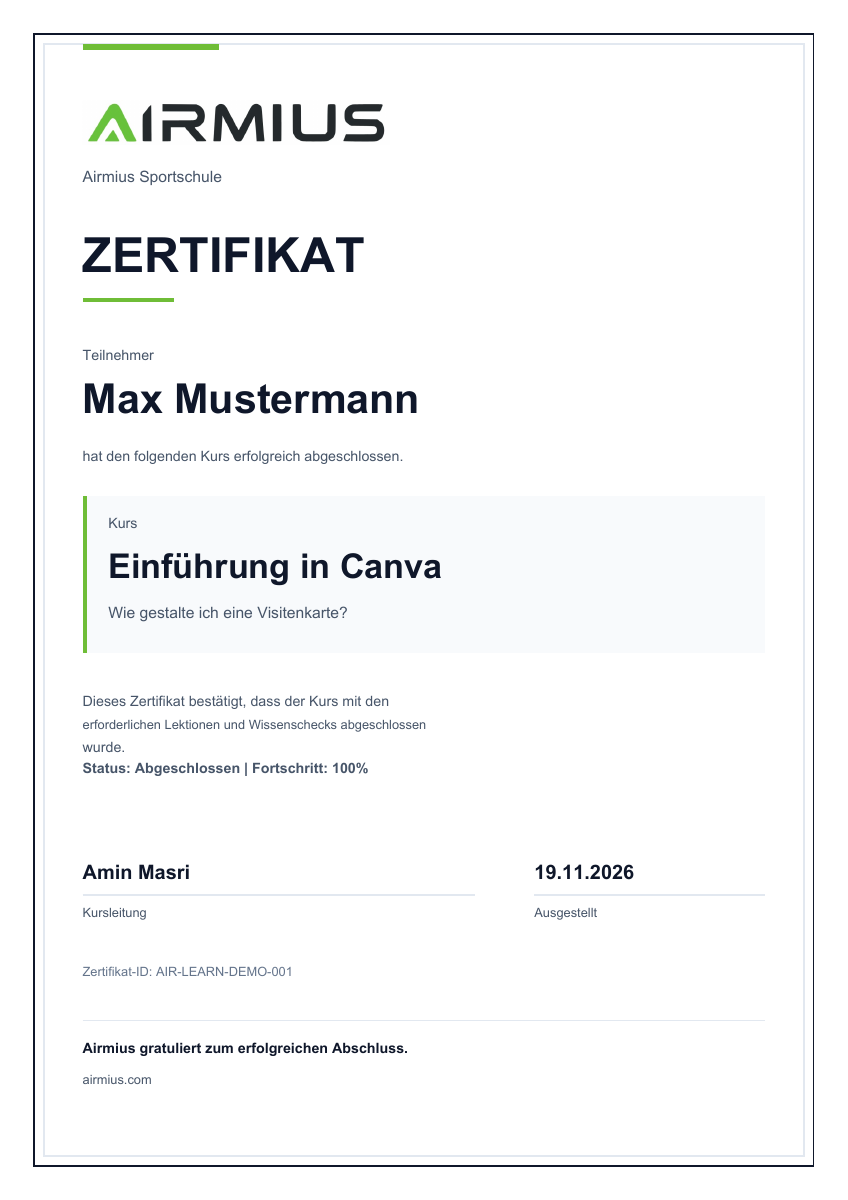 AIRMIUS
Airmius Sportschule
ZERTIFIKAT
Teilnehmer
Max Mustermann
hat den folgenden Kurs erfolgreich abgeschlossen.
Kurs
Einführung in Canva
Wie gestalte ich eine Visitenkarte?
Dieses Zertifikat bestätigt, dass der Kurs mit den
erforderlichen Lektionen und Wissenschecks abgeschlossen
wurde.
Status: Abgeschlossen | Fortschritt: 100%
Amin Masri
Kursleitung
19.11.2026
Ausgestellt
Zertifikat-ID: AIR-LEARN-DEMO-001
Airmius gratuliert zum erfolgreichen Abschluss.
airmius.com